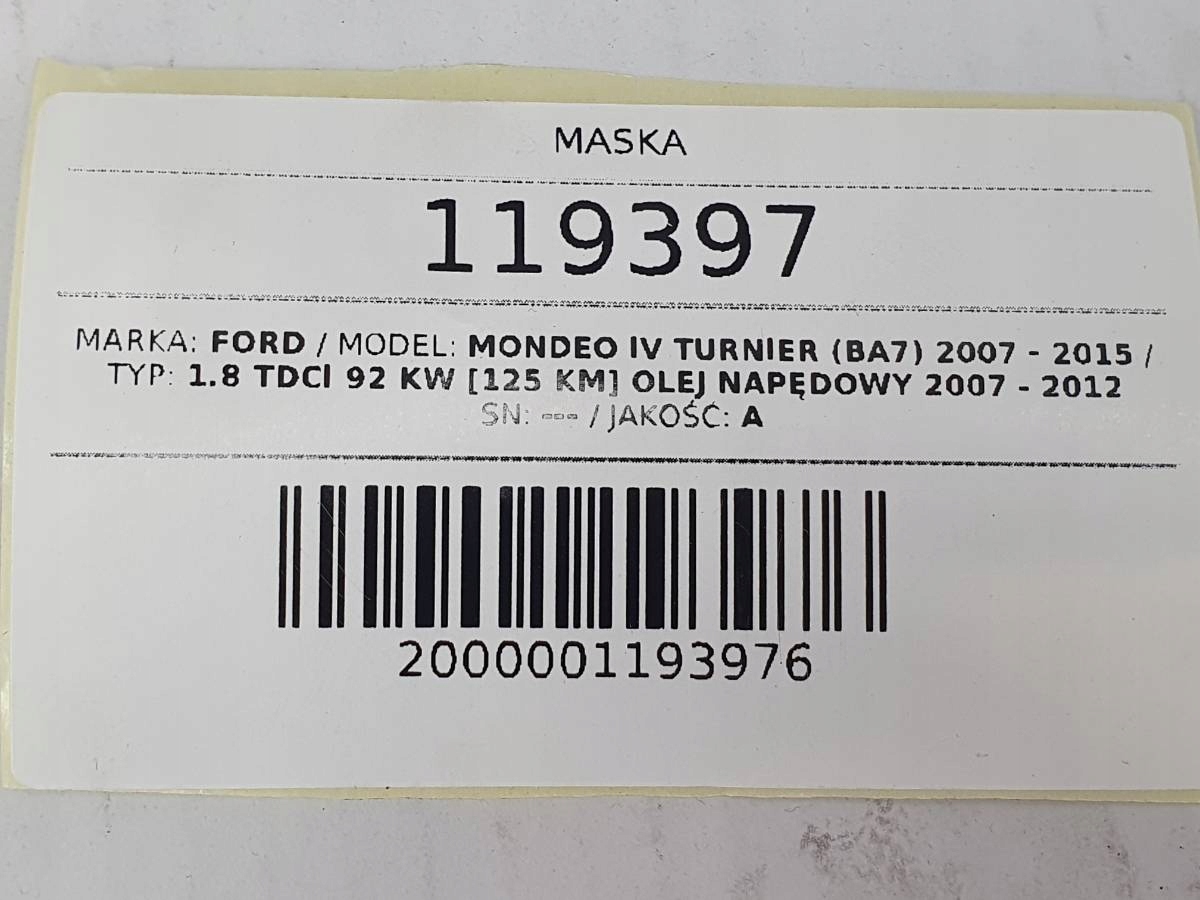 MASKA
119397
MARKA: FORD / MODEL: MONDEO IV TURNIER (BA7) 2007 - 2015 /
TYP: 1.8 TDCI 92 KW [125 KM] OLEJ NAPĘDOWY 2007 - 2012
SN: --- / JAKOŚĆ: A
2000001193976